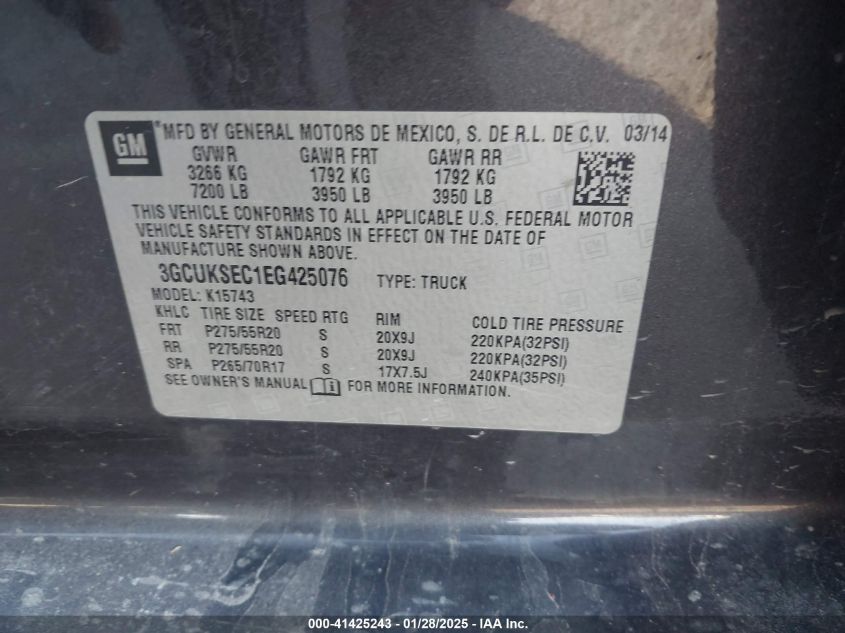 GM *MFD BY GENERAL MOTORS DE MEXICO, S. DE R.L. DE C.V. 03/14
GVWR GAWR FRT GAWR RR
3266 KG 1792 KG 1792 KG
7200 LB 3950 LB 3950 LB
THIS VEHICLE CONFORMS TO ALL APPLICABLE U.S. FEDERAL MOTOR
VEHICLE SAFETY STANDARDS IN EFFECT ON THE DATE OF
MANUFACTURE SHOWN ABOVE.
3GCUKSEC1EG425076 TYPE: TRUCK
MODEL: K15743
KHLC TIRE SIZE SPEED RTG RIM COLD TIRE PRESSURE
FRT P275/55R20 S 20X9J 220KPA(32PSI)
RR P275/55R20 S 20X9J 220KPA(32PSI)
SPA P265/70R17 S 17X7.5J 240KPA(35PSI)
SEE OWNER'S MANUAL FOR MORE INFORMATION.
000-41425243 - 01/28/2025 - IAA Inc.